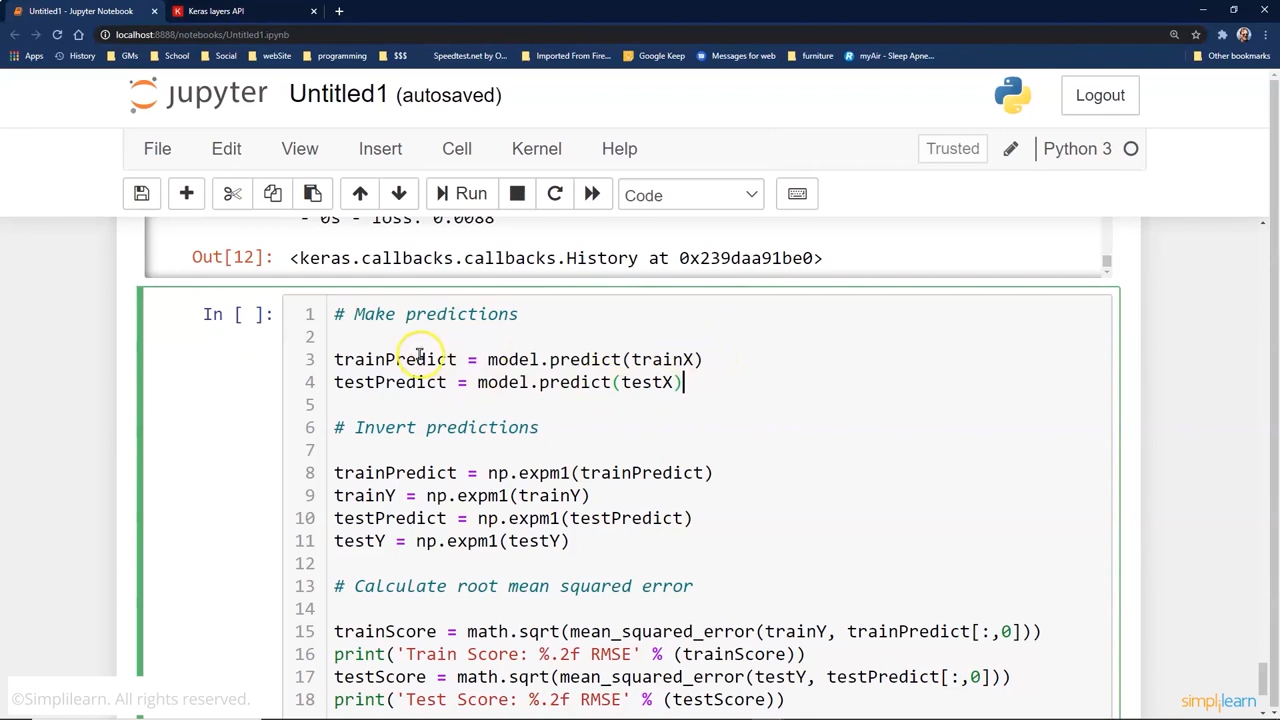 Untitled1 - Jupyter Notebook
Keras layers API
localhost:8888/notebooks/Untitled1.ipynb
Apps History GMs School Social webSite programming $$$ Speedtest.net by O... Imported From Fire... Google Keep Messages for web furniture myAir - Sleep Apne... Other bookmarks
jupyter Untitled1 (autosaved)
Logout
File Edit View Insert Cell Kernel Help Trusted Python 3
Run Code
- 0s - loss: 0.0088
Out[12]: <keras.callbacks.callbacks.History at 0x239daa91be0>
In [ ]: 1 # Make predictions
2
3 trainPredict = model.predict(trainX)
4 testPredict = model.predict(testX)
5
6 # Invert predictions
7
8 trainPredict = np.expm1(trainPredict)
9 trainY = np.expm1(trainY)
10 testPredict = np.expm1(testPredict)
11 testY = np.expm1(testY)
12
13 # Calculate root mean squared error
14
15 trainScore = math.sqrt(mean_squared_error(trainY, trainPredict[:,0]))
16 print('Train Score: %.2f RMSE' % (trainScore))
17 testScore = math.sqrt(mean_squared_error(testY, testPredict[:,0]))
18 print('Test Score: %.2f RMSE' % (testScore))
©Simplilearn. All rights reserved.
simplilearn